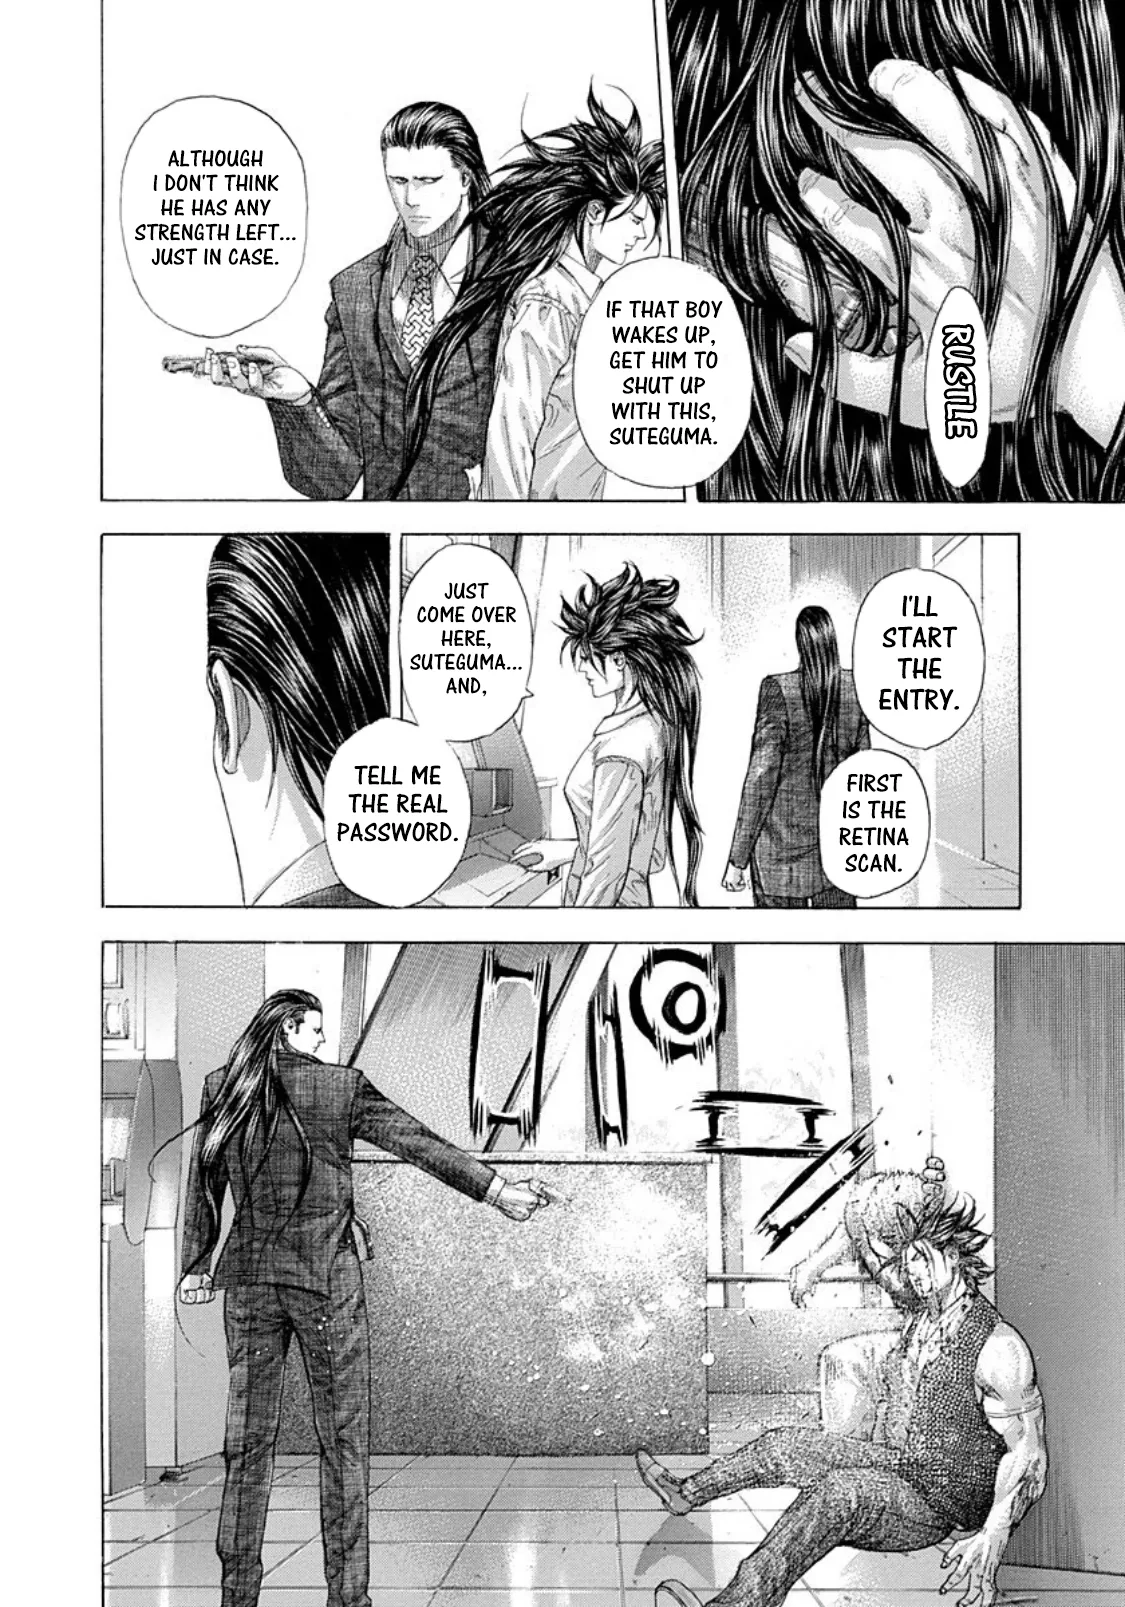 RUSTLE
IF THAT BOY
WAKES UP,
GET HIM TO
SHUT UP
WITH THIS,
SUTEGUMA.
ALTHOUGH
I DON'T THINK
HE HAS ANY
STRENGTH LEFT...
JUST IN CASE.
I'LL
START
THE
ENTRY.
FIRST
IS THE
RETINA
SCAN.
JUST
COME OVER
HERE,
SUTEGUMA...
AND,
TELL ME
THE REAL
PASSWORD.